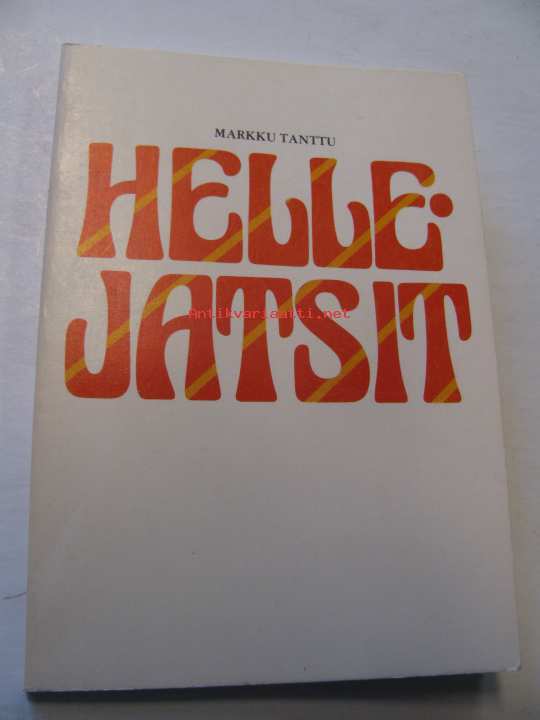 MARKKU TANTTU
HELLE-
JATSIT
Antikvariaatti.net